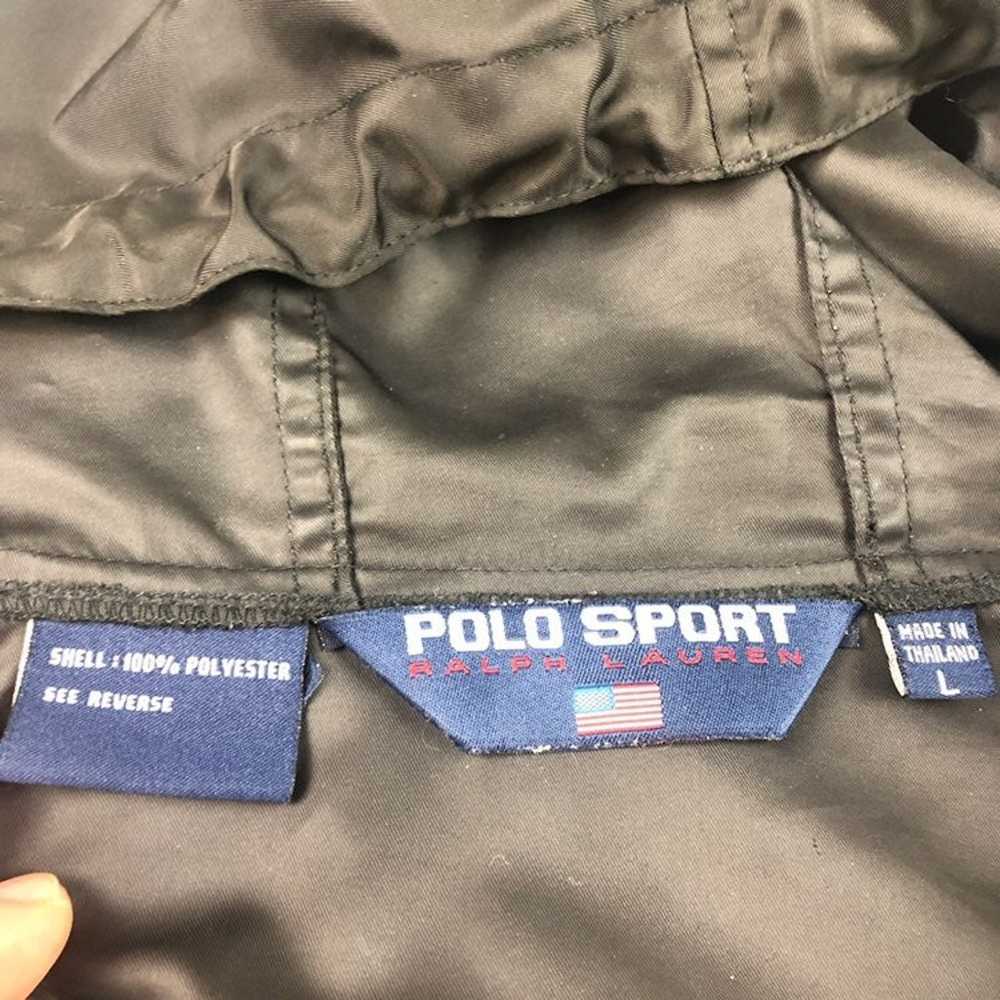 SHELL : 100% POLYESTER
SEE REVERSE
POLO SPORT
RALPH LAUREN
MADE IN
THAILAND
L